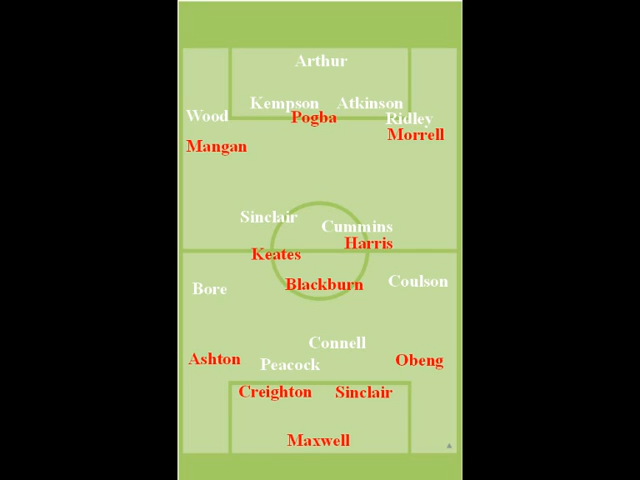 Arthur
Kempson Atkinson
Wood Pogba Ridley
Mangan Morrell
Sinclair Cummins
Keates Harris
Bore Blackburn Coulson
Connell
Ashton Peacock Obeng
Creighton Sinclair
Maxwell